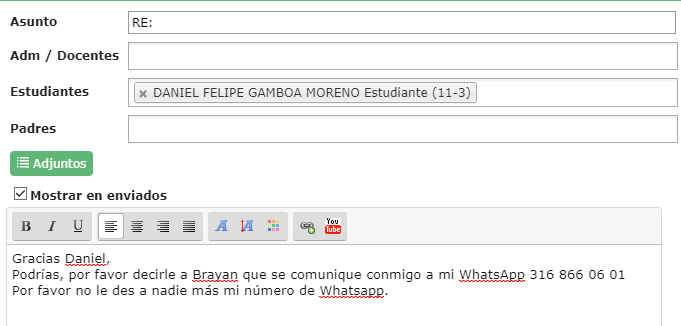 Asunto RE:
Adm / Docentes
Estudiantes × DANIEL FELIPE GAMBOA MORENO Estudiante (11-3)
Padres
Adjuntos
Mostrar en enviados
B I U A A You Tube
Gracias Daniel,
Podrías, por favor decirle a Brayan que se comunique conmigo a mi WhatsApp 316 866 06 01
Por favor no le des a nadie más mi número de Whatsapp.